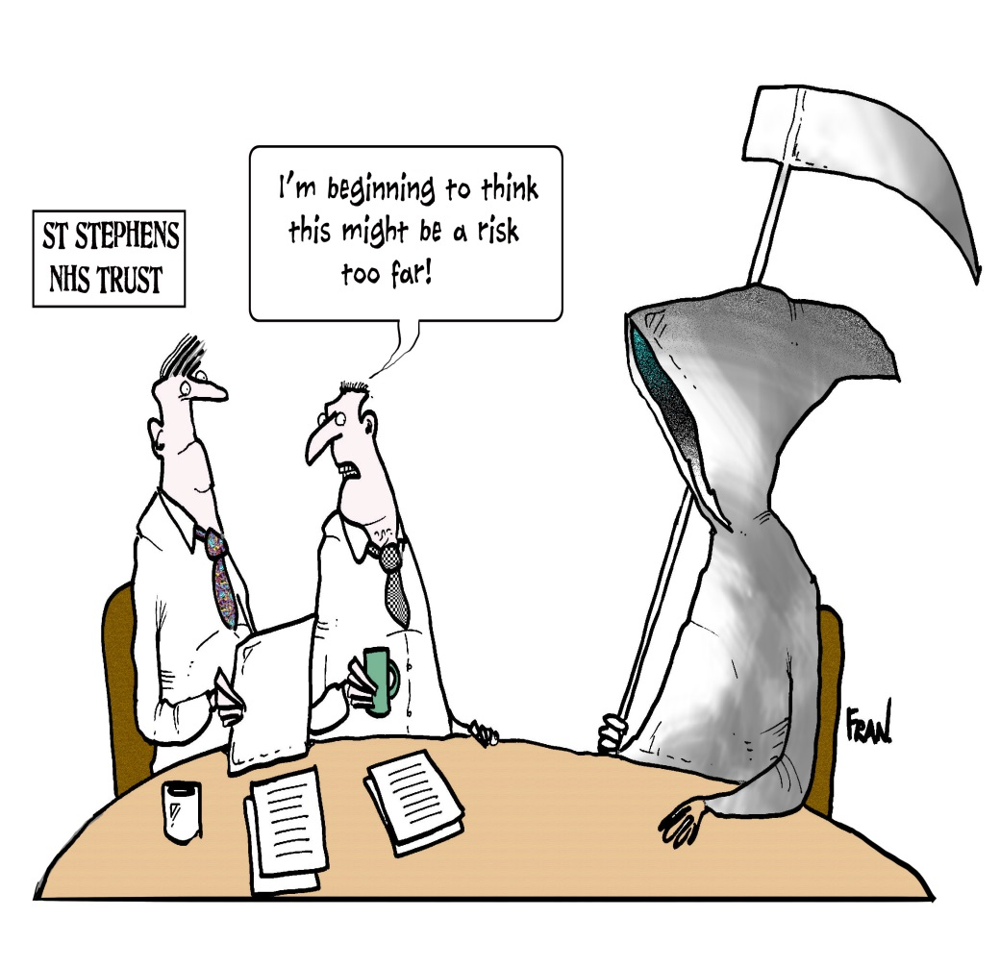 ST STEPHENS
NHS TRUST
I'm beginning to think
this might be a risk
too far!
FRAN.